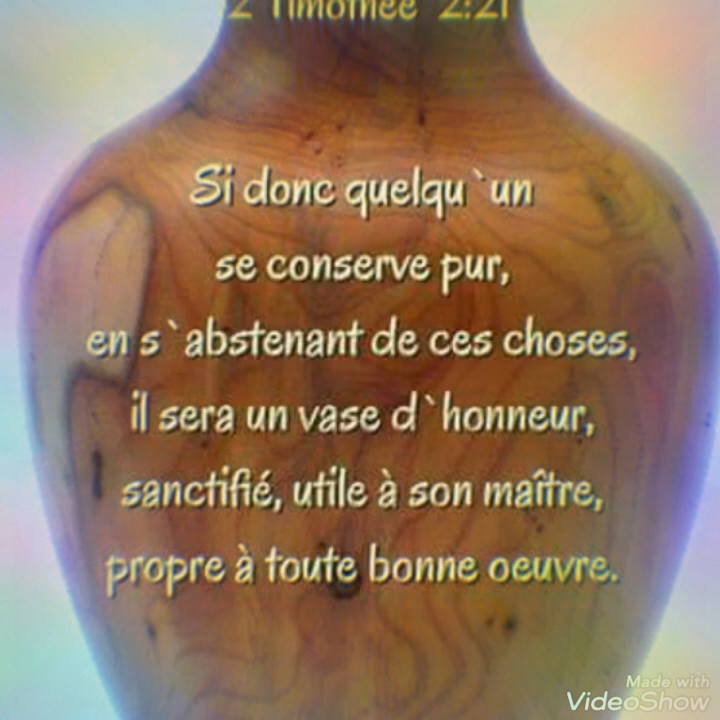 2 Timothée 2:21
Si donc quelqu`un
se conserve pur,
en s`abstenant de ces choses,
il sera un vase d`honneur,
sanctifié, utile à son maître,
propre à toute bonne oeuvre.
Made with
VideoShow